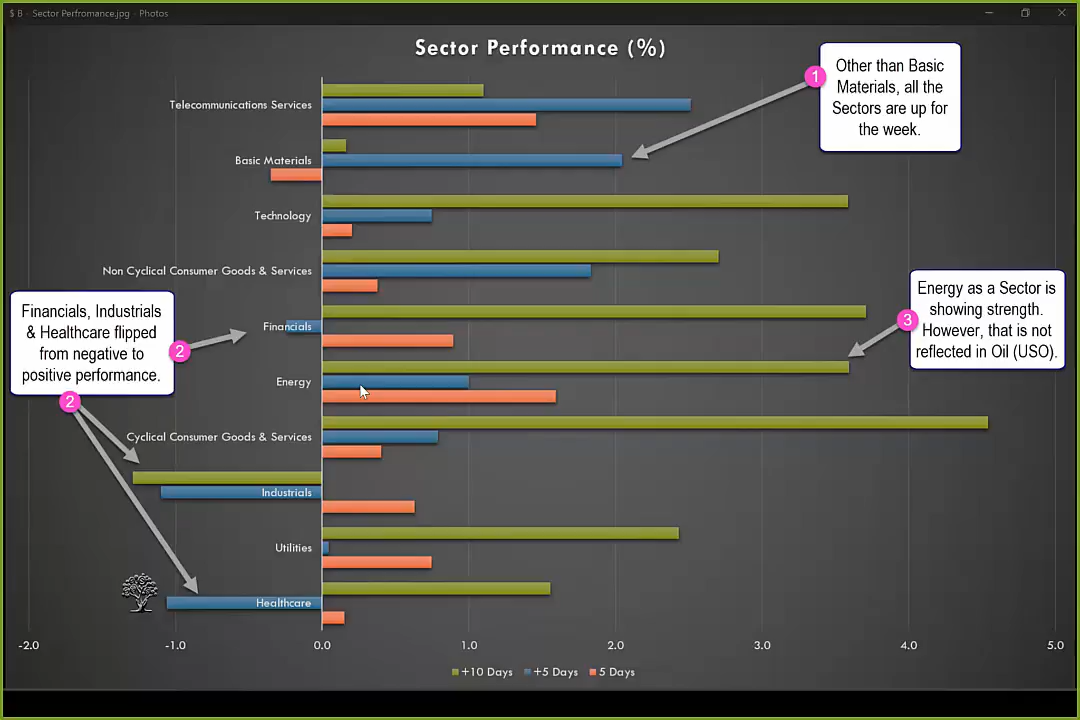 $ B - Sector Perfromance.jpg - Photos
Sector Performance (%)
Other than Basic
Materials, all the
Sectors are up for
the week.
1
Telecommunications Services
Basic Materials
Technology
Non Cyclical Consumer Goods & Services
Financials
Energy
Cyclical Consumer Goods & Services
Industrials
Utilities
Healthcare
Financials, Industrials
& Healthcare flipped
from negative to
positive performance.
2
2
Energy as a Sector is
showing strength.
However, that is not
reflected in Oil (USO).
3
-2.0 -1.0 0.0 1.0 2.0 3.0 4.0 5.0
+10 Days +5 Days 5 Days